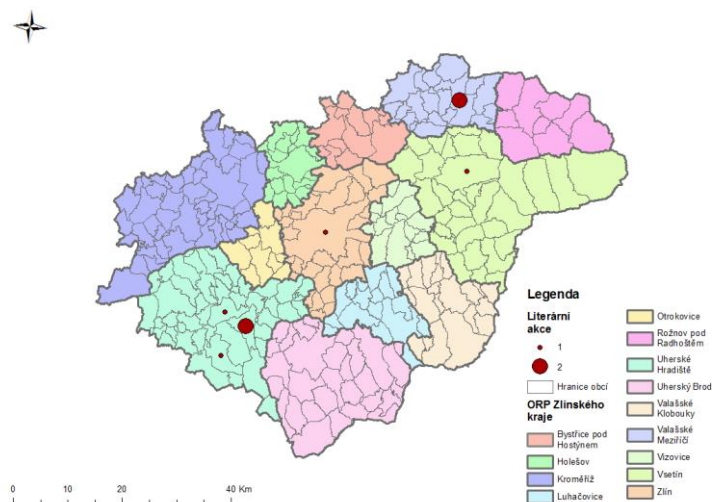 Legenda
Literární
akce
1
2
Hranice obcí
ORP Zlínského
kraje
Bystřice pod
Hostýnem
Holešov
Kroměříž
Luhačovice
Otrokovice
Rožnov pod
Radhoštěm
Uherské
Hradiště
Uherský Brod
Valašské
Klobouky
Valašské
Meziříčí
Vizovice
Vsetín
Zlín
0 10 20 40 Km